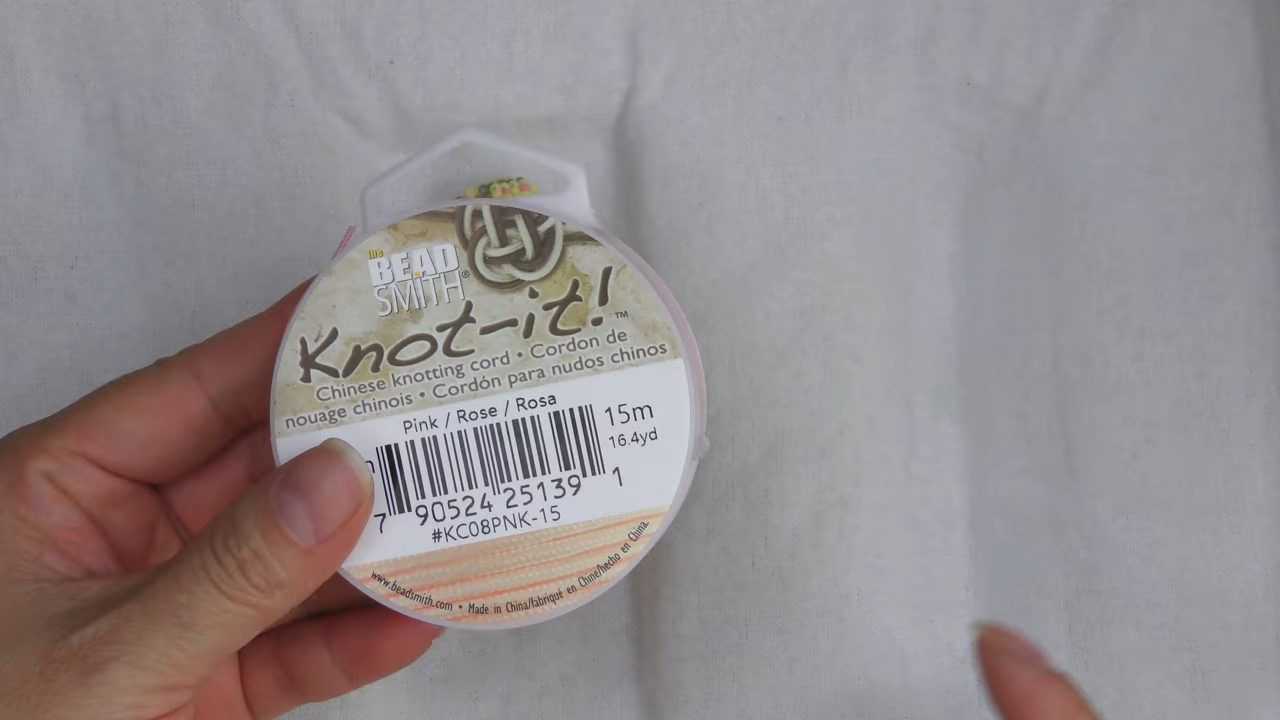 the
BEAD
SMITH®
Knot-it!™
Chinese knotting cord • Cordon de
nouage chinois • Cordón para nudos chinos
Pink / Rose / Rosa
15m
16.4yd
7 90524 25139 1
#KC08PNK-15
www.beadsmith.com • Made in China/fabriqué en Chine/hecho en China.